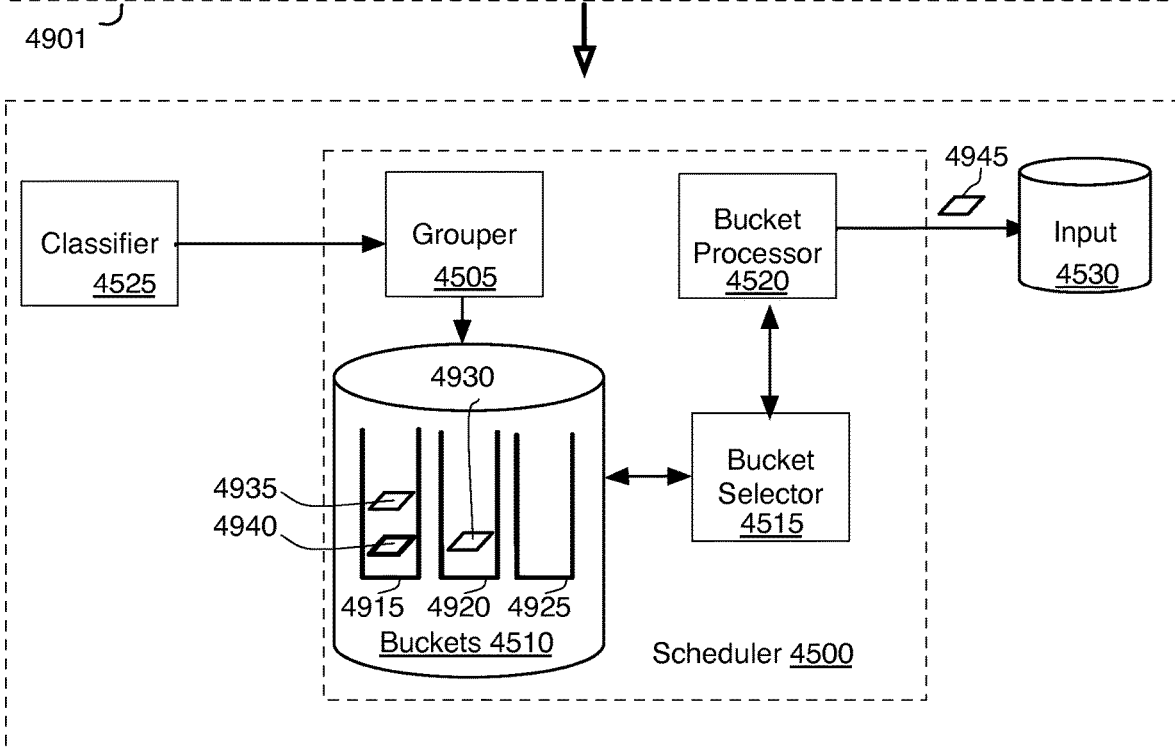 4901
4945
Classifier
4525
Grouper
4505
Bucket
Processor
4520
Input
4530
4930
4935
4940
Bucket
Selector
4515
4915 4920 4925
Buckets 4510
Scheduler 4500